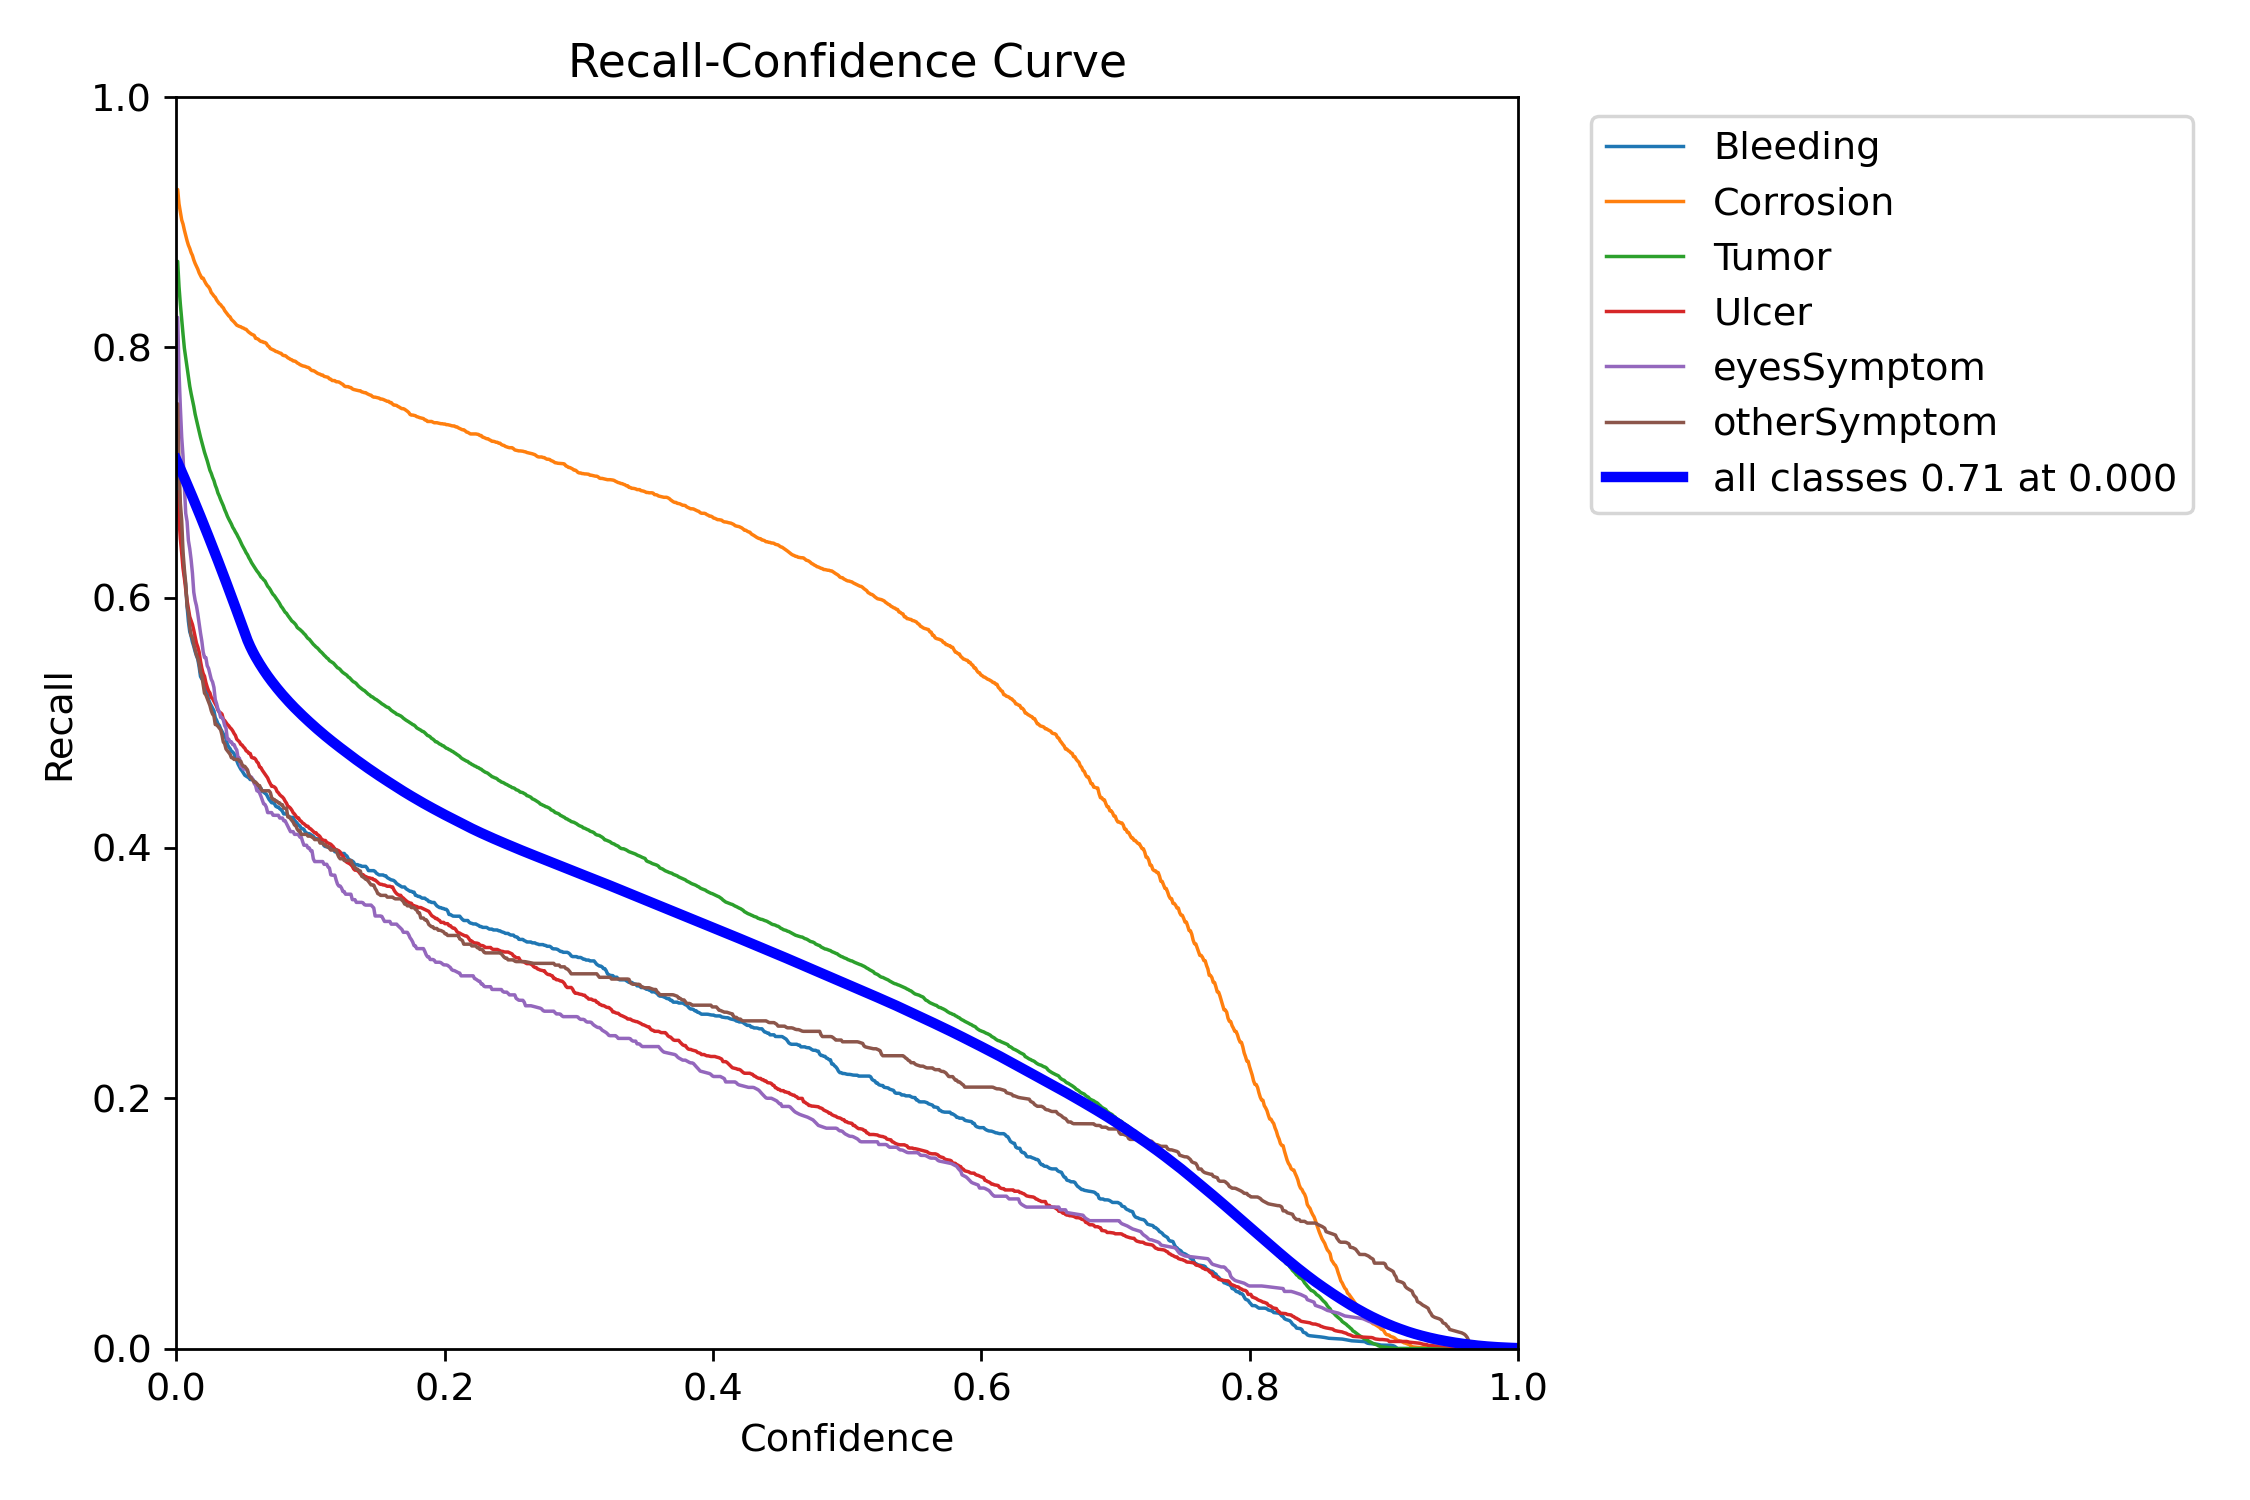 Recall-Confidence Curve
1.0
0.8
0.6
0.4
0.2
0.0
Recall
0.0 0.2 0.4 0.6 0.8 1.0
Confidence
Bleeding
Corrosion
Tumor
Ulcer
eyesSymptom
otherSymptom
all classes 0.71 at 0.000